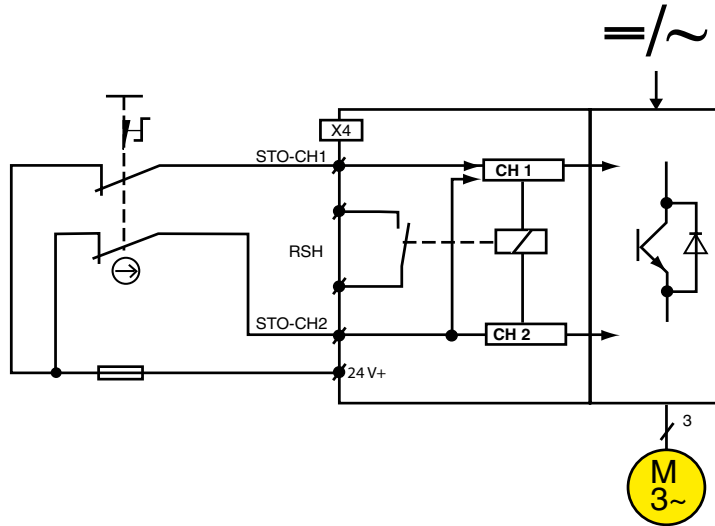 =/~
X4
STO-CH1
CH 1
RSH
STO-CH2
CH 2
24 V+
3
M
3~